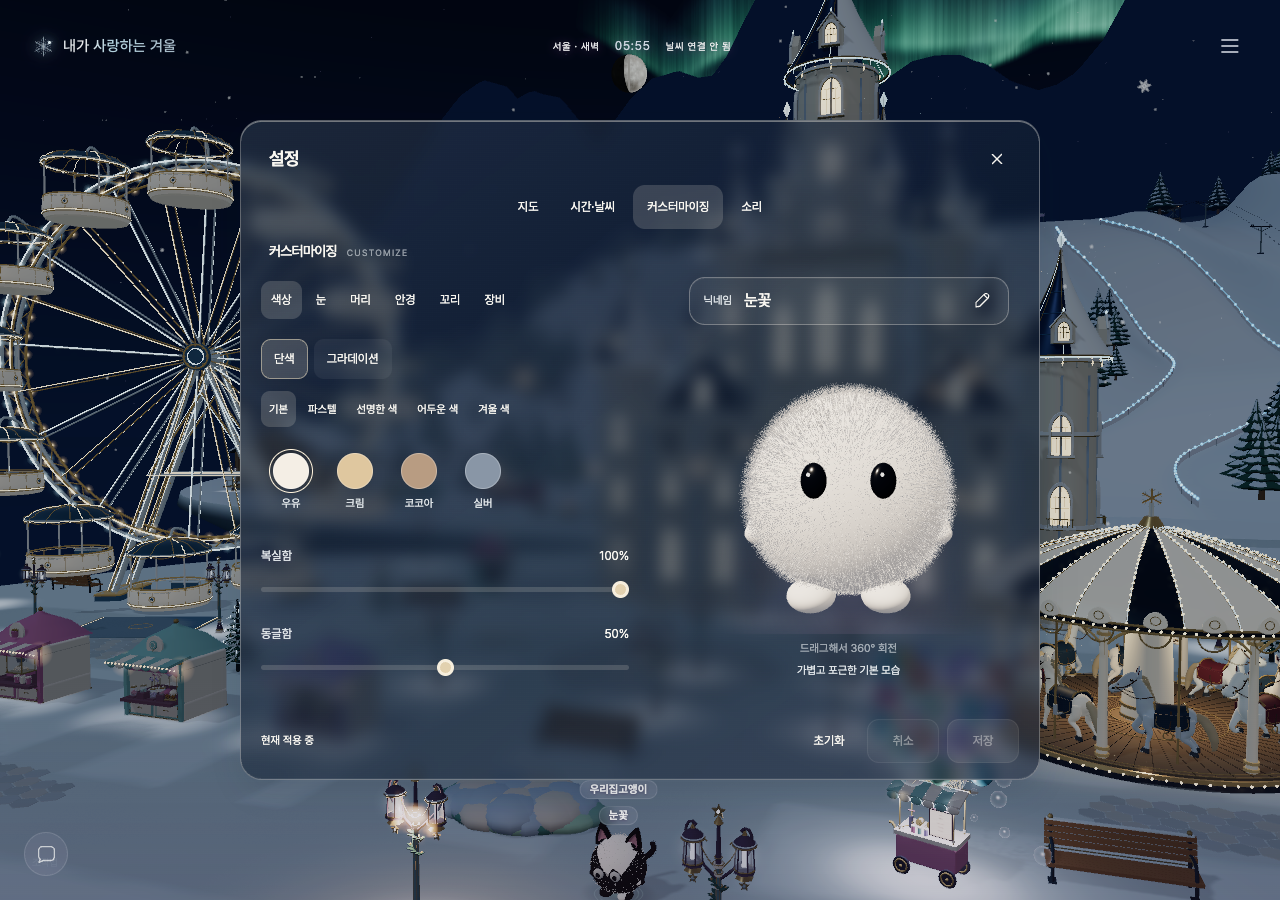 내가 사랑하는 겨울
서울 · 새벽 05:55 날씨 연결 안 됨
설정
지도 시간·날씨 커스터마이징 소리
커스터마이징 CUSTOMIZE
색상 눈 머리 안경 꼬리 장비
닉네임 눈꽃
단색 그라데이션
기본 파스텔 선명한 색 어두운 색 겨울 색
우유 크림 코코아 실버
복실함 100%
동글함 50%
드래그해서 360° 회전
가볍고 포근한 기본 모습
현재 적용 중 초기화 취소 저장
우리집고앵이
눈꽃